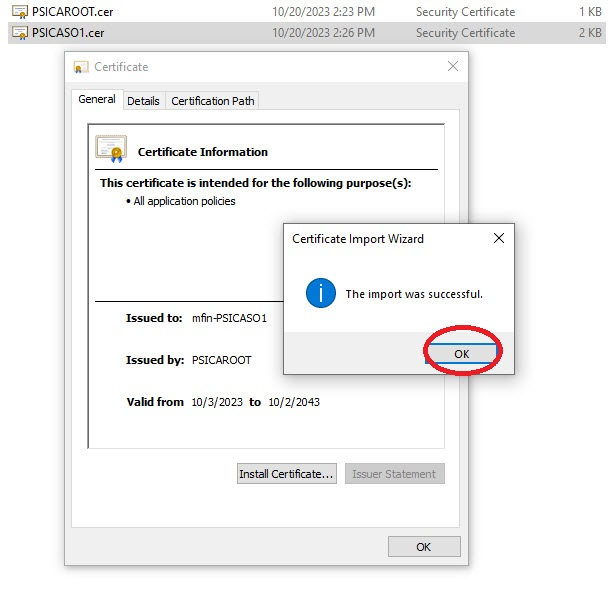 PSICAROOT.cer 10/20/2023 2:23 PM Security Certificate 1 KB
PSICASO1.cer 10/20/2023 2:26 PM Security Certificate 2 KB
Certificate
General Details Certification Path
Certificate Information
This certificate is intended for the following purpose(s):
• All application policies
Certificate Import Wizard
The import was successful.
OK
Issued to: mfin-PSICASO1
Issued by: PSICAROOT
Valid from 10/3/2023 to 10/2/2043
Install Certificate... Issuer Statement
OK